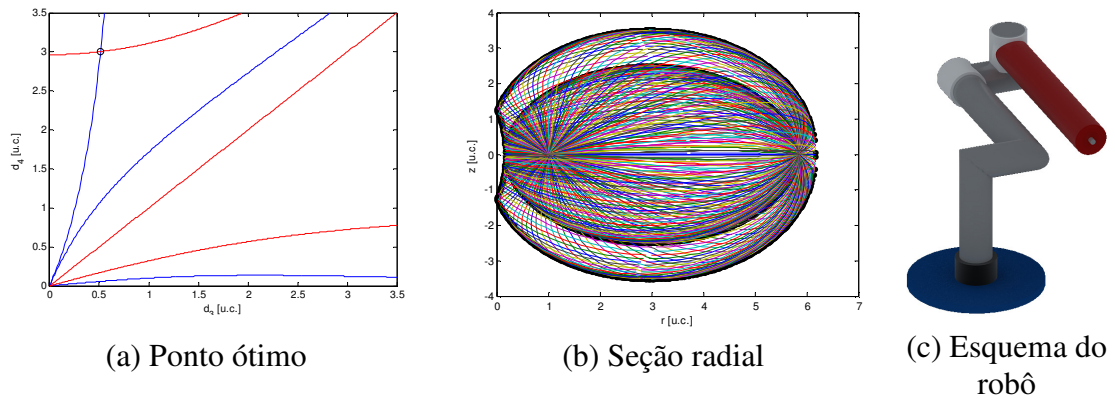 3.5
3
2.5
2
1.5
1
0.5
0
0 0.5 1 1.5 2 2.5 3 3.5
d₄ [u.c.]
d₃ [u.c.]
4
3
2
1
0
-1
-2
-3
-4
0 1 2 3 4 5 6 7
z [u.c.]
r [u.c.]
(a) Ponto ótimo
(b) Seção radial
(c) Esquema do
robô